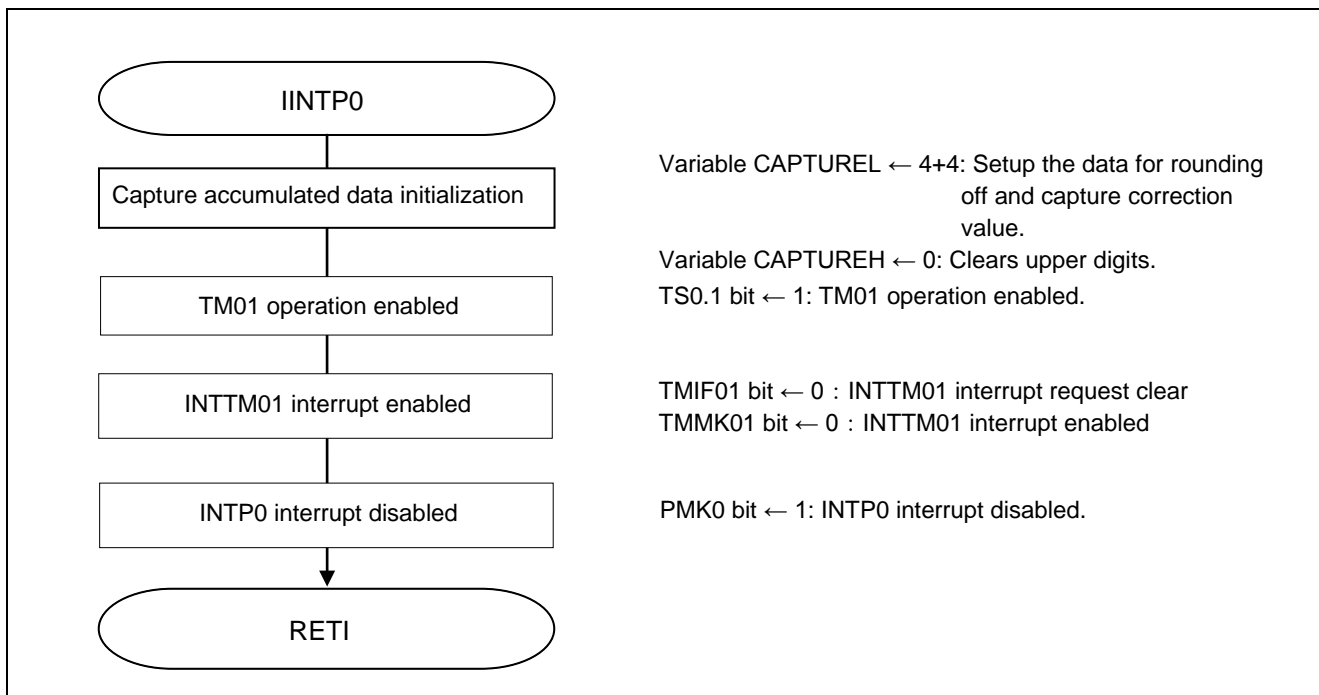 IINTP0
Capture accumulated data initialization
Variable CAPTUREL ← 4+4: Setup the data for rounding
off and capture correction
value.
Variable CAPTUREH ← 0: Clears upper digits.
TM01 operation enabled
TS0.1 bit ← 1: TM01 operation enabled.
INTTM01 interrupt enabled
TMIF01 bit ← 0 : INTTM01 interrupt request clear
TMMK01 bit ← 0 : INTTM01 interrupt enabled
INTP0 interrupt disabled
PMK0 bit ← 1: INTP0 interrupt disabled.
RETI